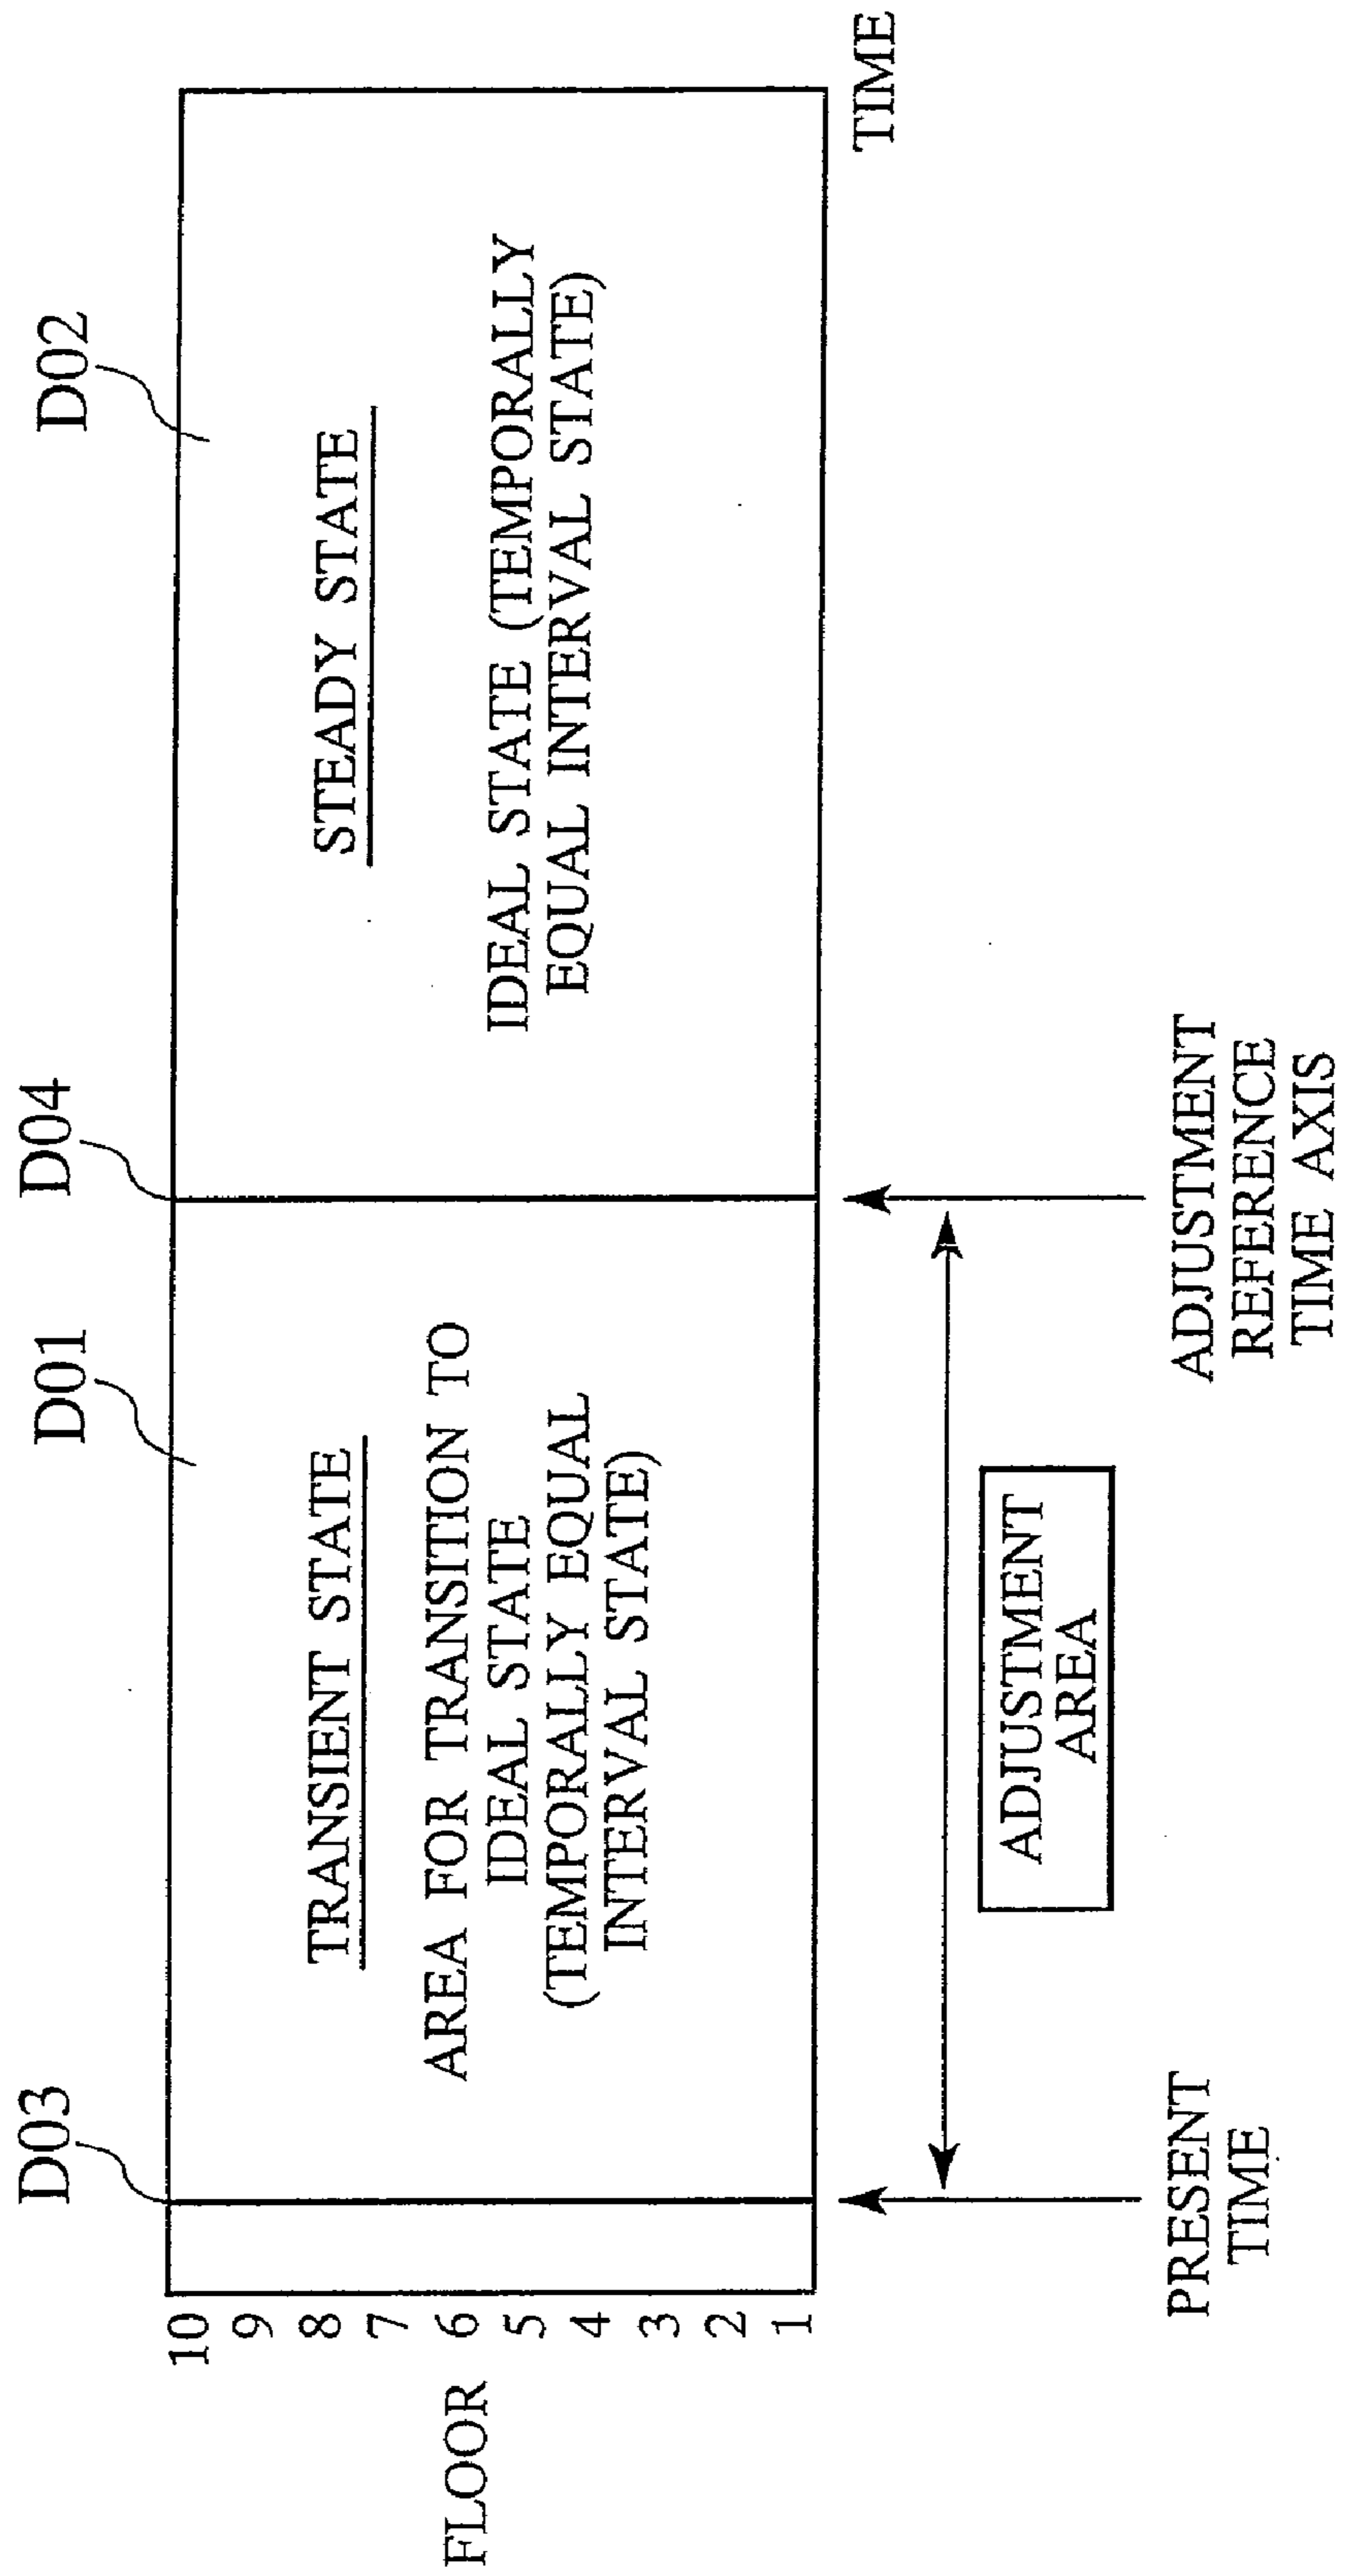 D03
D01
D04
D02
FLOOR
10
9
8
7
6
5
4
3
2
1
TRANSIENT STATE
AREA FOR TRANSITION TO
IDEAL STATE
(TEMPORALLY EQUAL
INTERVAL STATE)
STEADY STATE
IDEAL STATE (TEMPORALLY
EQUAL INTERVAL STATE)
TIME
ADJUSTMENT
AREA
PRESENT
TIME
ADJUSTMENT
REFERENCE
TIME AXIS